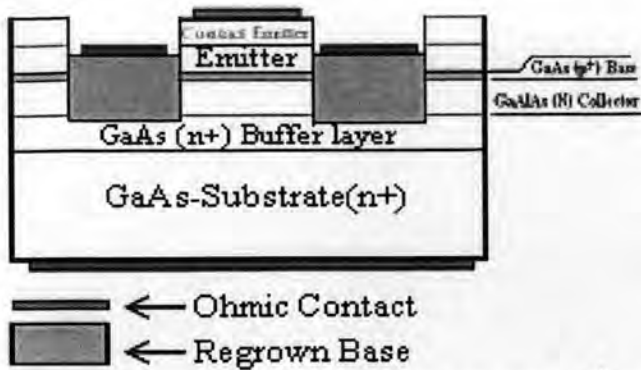 Contact Emitter
Emitter
GaAs (p⁺) Base
GaAlAs (N) Collector
GaAs (n+) Buffer layer
GaAs-Substrate(n+)
Ohmic Contact
Regrown Base